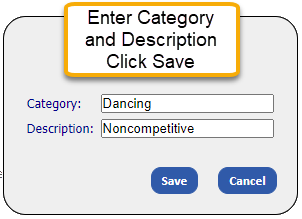 Enter Category
and Description
Click Save
Category: Dancing
Description: Noncompetitive
Save Cancel